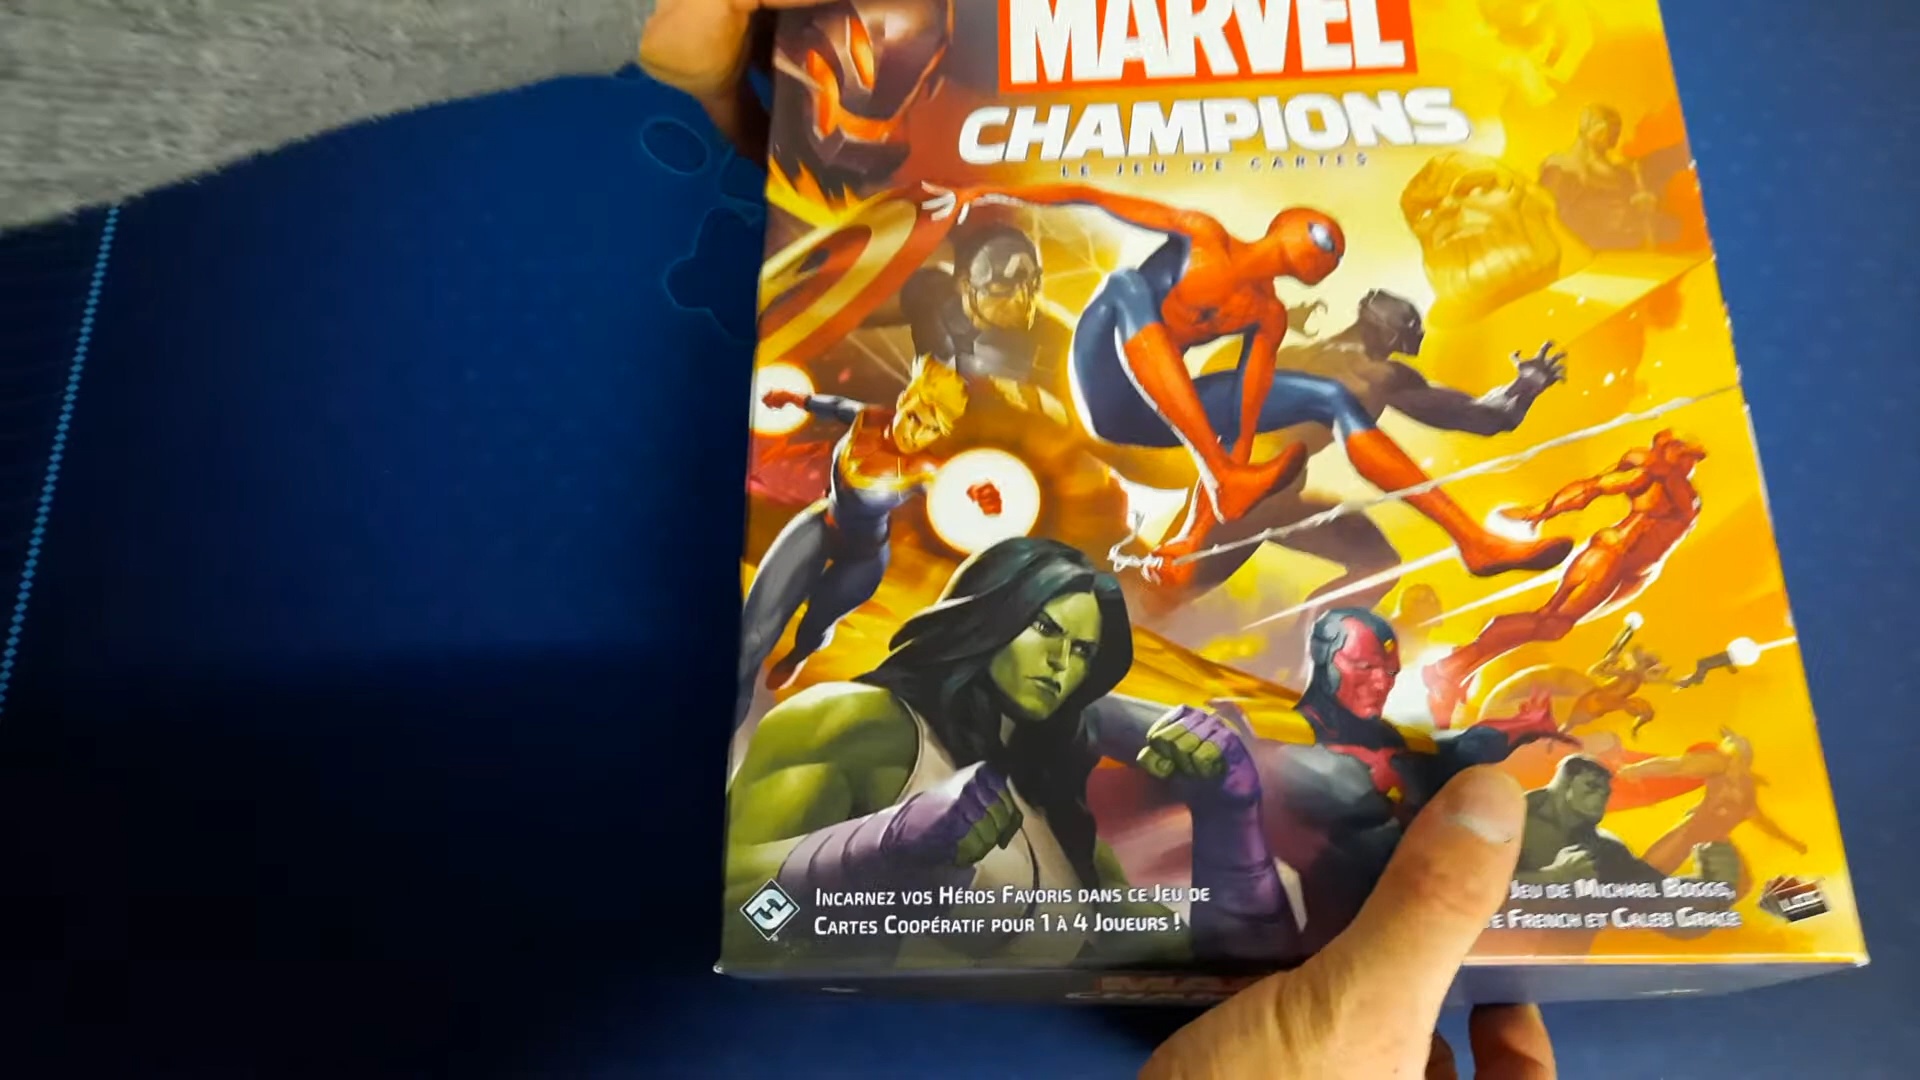 MARVEL
CHAMPIONS
LE JEU DE CARTES
INCARNEZ VOS HÉROS FAVORIS DANS CE JEU DE
CARTES COOPÉRATIF POUR 1 À 4 JOUEURS !
JEU DE MICHAEL BOGGS,
FRENCH ET CALEB GRACE